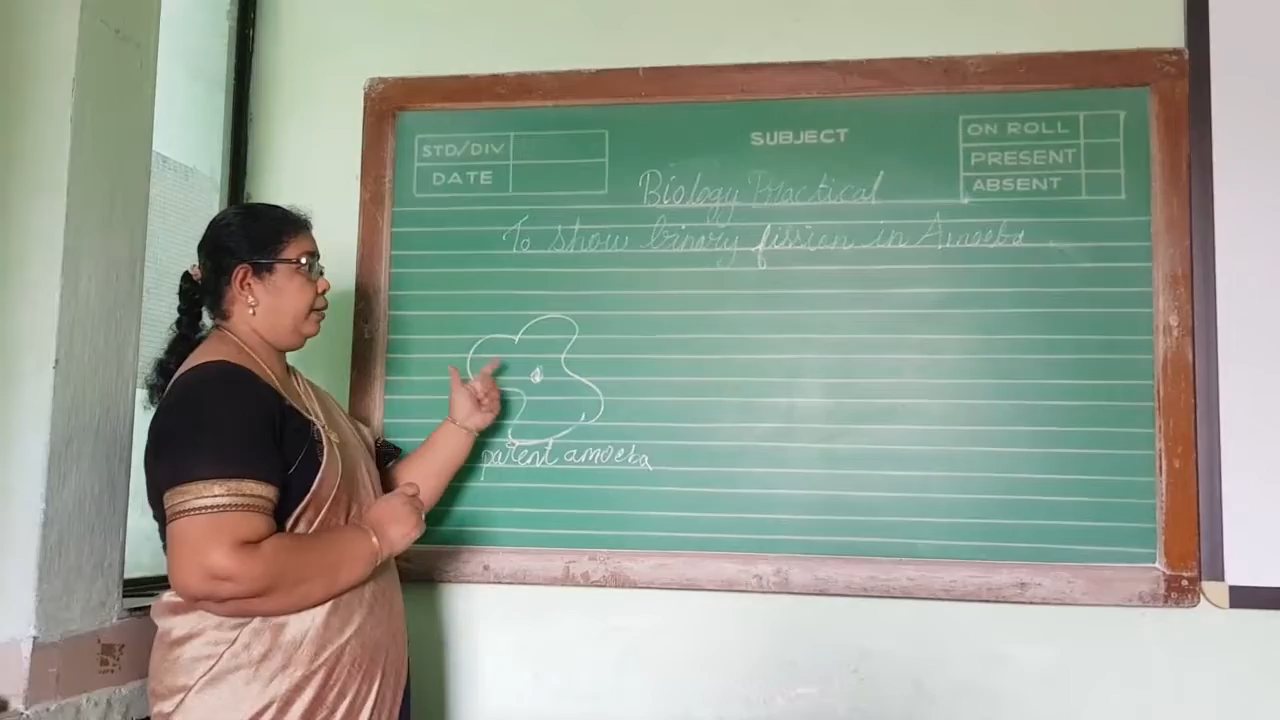 STD/DIV
DATE
SUBJECT
ON ROLL
PRESENT
ABSENT
Biology Practical
To show binary fission in Amoeba
parent amoeba